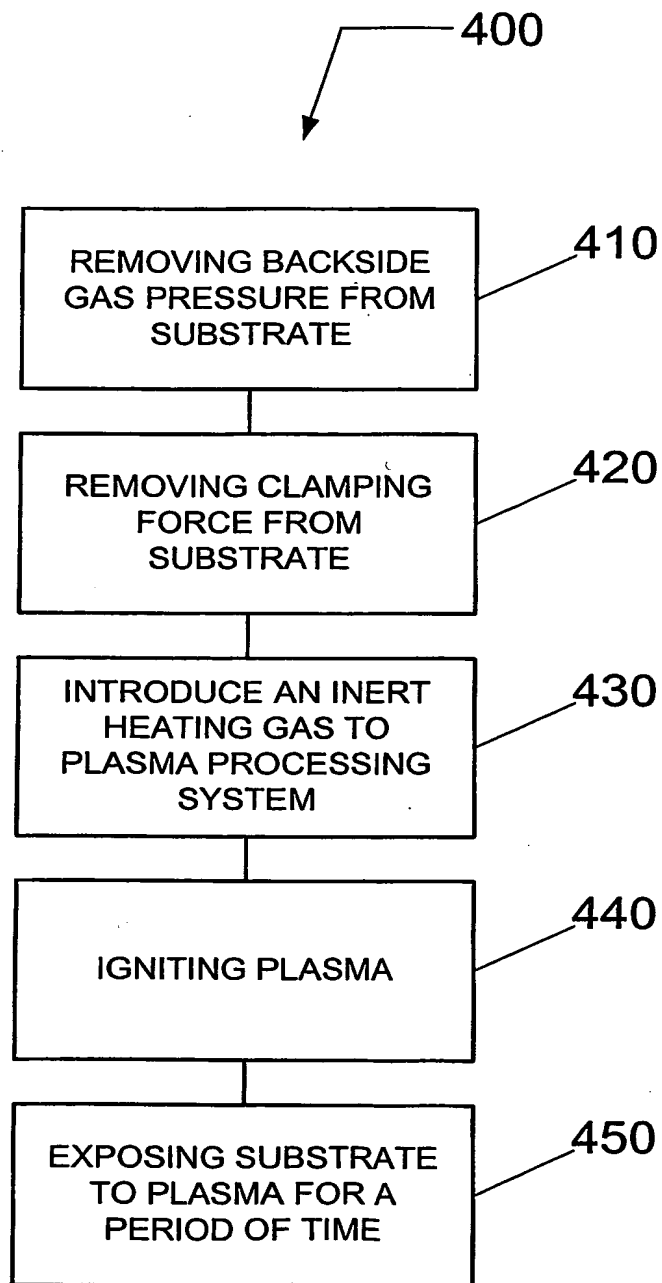 400
REMOVING BACKSIDE
GAS PRESSURE FROM
SUBSTRATE
410
REMOVING CLAMPING
FORCE FROM
SUBSTRATE
420
INTRODUCE AN INERT
HEATING GAS TO
PLASMA PROCESSING
SYSTEM
430
IGNITING PLASMA
440
EXPOSING SUBSTRATE
TO PLASMA FOR A
PERIOD OF TIME
450